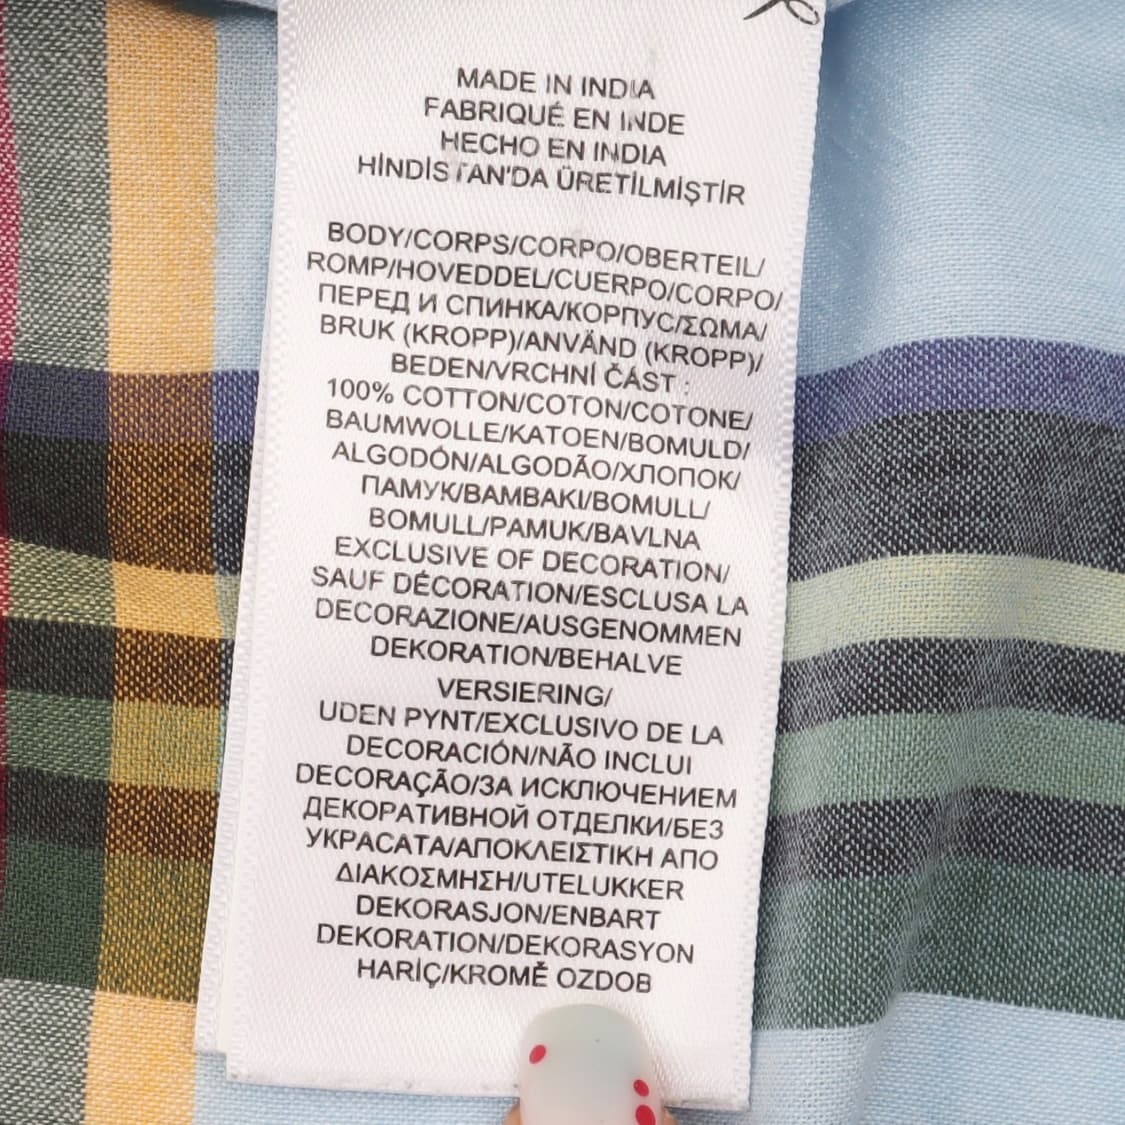 MADE IN INDIA
FABRIQUÉ EN INDE
HECHO EN INDIA
HİNDİSTAN'DA ÜRETİLMİŞTİR
BODY/CORPS/CORPO/OBERTEIL/
ROMP/HOVEDDEL/CUERPO/CORPO/
ПЕРЕД И СПИНКА/КОРПУС/ΣΩΜΑ/
BRUK (KROPP)/ANVÄND (KROPP)/
BEDEN/VRCHNÍ ČÁST :
100% COTTON/COTON/COTONE/
BAUMWOLLE/KATOEN/BOMULD/
ALGODÓN/ALGODÃO/ХЛОПОК/
ПАМУК/ΒΑΜΒΑΚΙ/BOMULL/
BOMULL/PAMUK/BAVLNA
EXCLUSIVE OF DECORATION/
SAUF DÉCORATION/ESCLUSA LA
DECORAZIONE/AUSGENOMMEN
DEKORATION/BEHALVE
VERSIERING/
UDEN PYNT/EXCLUSIVO DE LA
DECORACIÓN/NÃO INCLUI
DECORAÇÃO/ЗА ИСКЛЮЧЕНИЕМ
ДЕКОРАТИВНОЙ ОТДЕЛКИ/БЕЗ
УКРАСАТА/ΑΠΟΚΛΕΙΣΤΙΚΗ ΑΠΟ
ΔΙΑΚΟΣΜΗΣΗ/UTELUKKER
DEKORASJON/ENBART
DEKORATION/DEKORASYON
HARİÇ/KROMĚ OZDOB